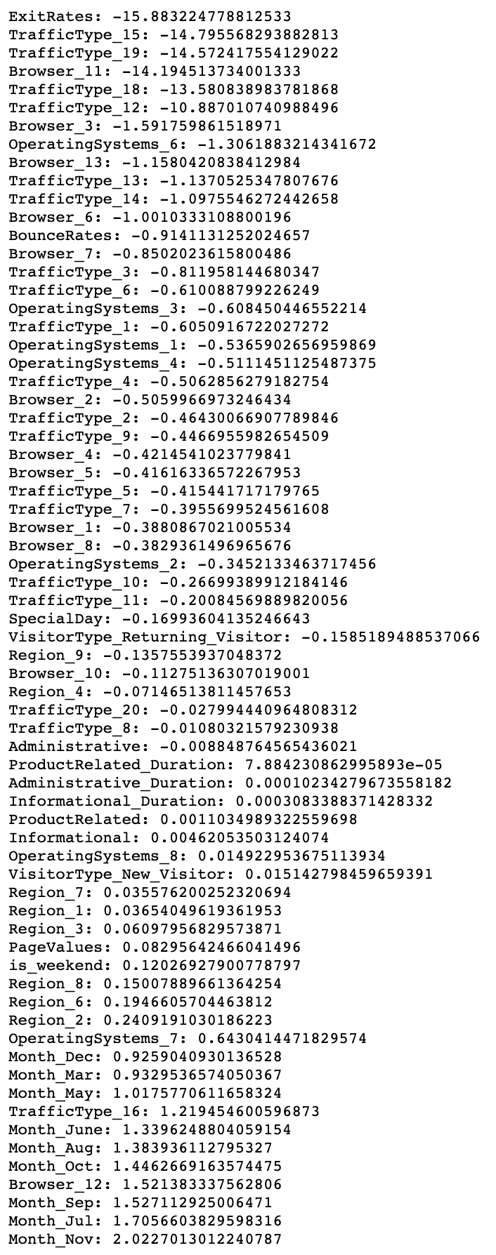 ExitRates: -15.883224778812533
TrafficType_15: -14.795568293882813
TrafficType_19: -14.572417554129022
Browser_11: -14.194513734001333
TrafficType_18: -13.580838983781868
TrafficType_12: -10.887010740988496
Browser_3: -1.591759861518971
OperatingSystems_6: -1.3061883214341672
Browser_13: -1.1580420838412984
TrafficType_13: -1.1370525347807676
TrafficType_14: -1.0975546272442658
Browser_6: -1.0010333108800196
BounceRates: -0.9141131252024657
Browser_7: -0.8502023615800486
TrafficType_3: -0.811958144680347
TrafficType_6: -0.610088799226249
OperatingSystems_3: -0.608450446552214
TrafficType_1: -0.6050916722027272
OperatingSystems_1: -0.5365902656959869
OperatingSystems_4: -0.5111451125487375
TrafficType_4: -0.5062856279182754
Browser_2: -0.5059966973246434
TrafficType_2: -0.46430066907789846
TrafficType_9: -0.4466955982654509
Browser_4: -0.4214541023779841
Browser_5: -0.41616336572267953
TrafficType_5: -0.415441717179765
TrafficType_7: -0.3955699524561608
Browser_1: -0.3880867021005534
Browser_8: -0.3829361496965676
OperatingSystems_2: -0.3452133463717456
TrafficType_10: -0.26699389912184146
TrafficType_11: -0.20084569889820056
SpecialDay: -0.16993604135246643
VisitorType_Returning_Visitor: -0.1585189488537066
Region_9: -0.1357553937048372
Browser_10: -0.11275136307019001
Region_4: -0.07146513811457653
TrafficType_20: -0.027994440964808312
TrafficType_8: -0.01080321579230938
Administrative: -0.008848764565436021
ProductRelated_Duration: 7.884230862995893e-05
Administrative_Duration: 0.00010234279673558182
Informational_Duration: 0.0003083388371428332
ProductRelated: 0.0011034989322559698
Informational: 0.00462053503124074
OperatingSystems_8: 0.014922953675113934
VisitorType_New_Visitor: 0.015142798459659391
Region_7: 0.035576200252320694
Region_1: 0.03654049619361953
Region_3: 0.06097956829573871
PageValues: 0.08295642466041496
is_weekend: 0.12026927900778797
Region_8: 0.15007889661364254
Region_6: 0.1946605704463812
Region_2: 0.2409191030186223
OperatingSystems_7: 0.6430414471829574
Month_Dec: 0.9259040930136528
Month_Mar: 0.9329536574050367
Month_May: 1.0175770611658324
TrafficType_16: 1.219454600596873
Month_June: 1.3396248804059154
Month_Aug: 1.383936112795327
Month_Oct: 1.4462669163574475
Browser_12: 1.521383337562806
Month_Sep: 1.527112925006471
Month_Jul: 1.7056603829598316
Month_Nov: 2.0227013012240787